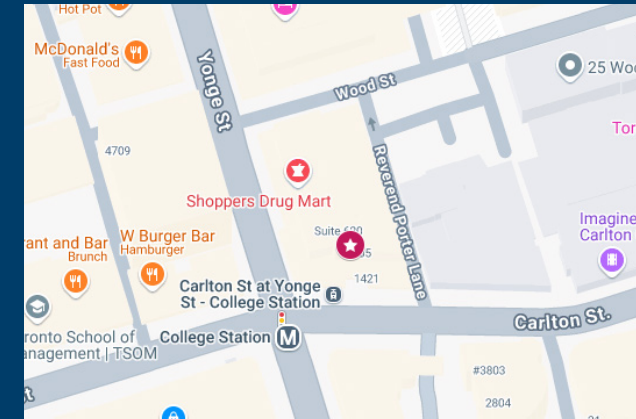 Hot Pot
McDonald's
Fast Food
Yonge St
Wood St
25 Woo
4709
Tor
Reverend Porter Lane
Shoppers Drug Mart
Imagine
Carlton
rant and Bar
Brunch
W Burger Bar
Hamburger
Suite
1421
Carlton St at Yonge
St - College Station
Carlton St.
ronto School of
anagement | TSOM
College Station
M
#3803
2804